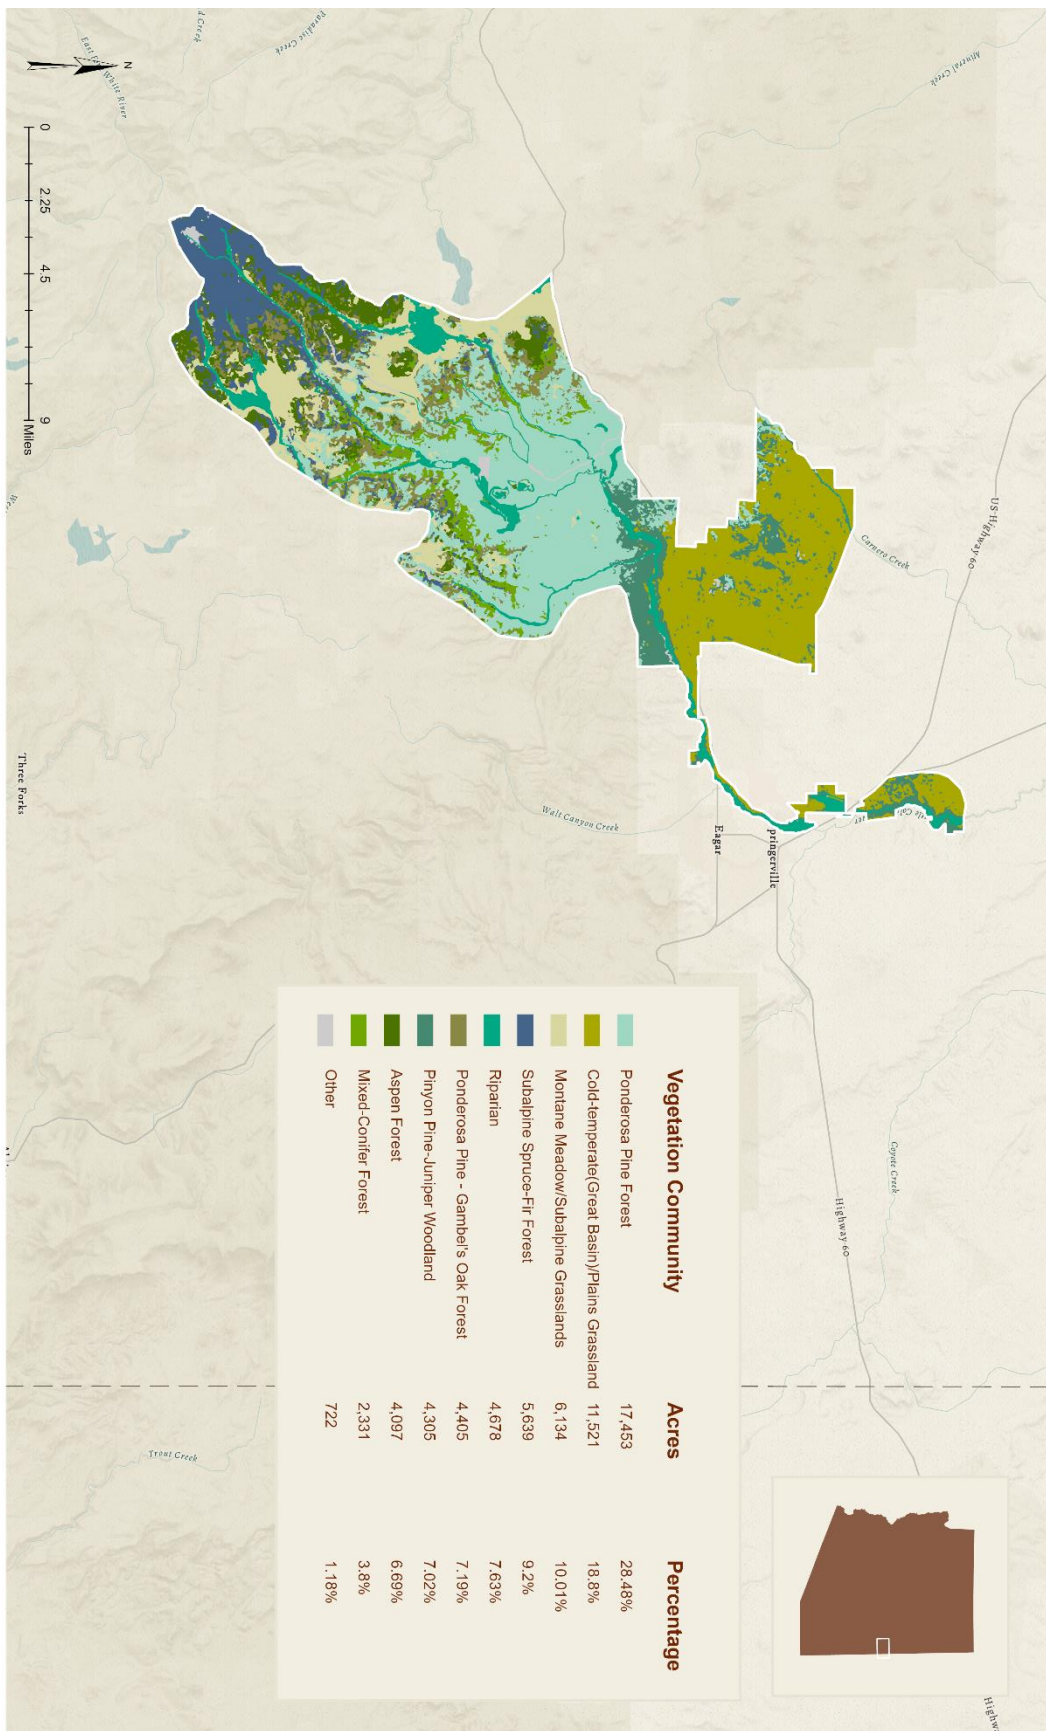 Mineral Creek
Paradise Creek
d Creek
East Fork White River
N
0 2.25 4.5 9
Miles
US Highway 60
Carnero Creek
pringerville
Eagar
Walt Canyon Creek
Three Forks
Coyote Creek
Highway 60
Trout Creek
Highw
Vegetation Community Acres Percentage
Ponderosa Pine Forest 17,453 28.48%
Cold-temperate(Great Basin)/Plains Grassland 11,521 18.8%
Montane Meadow/Subalpine Grasslands 6,134 10.01%
Subalpine Spruce-Fir Forest 5,639 9.2%
Riparian 4,678 7.63%
Ponderosa Pine - Gambel's Oak Forest 4,405 7.19%
Pinyon Pine-Juniper Woodland 4,305 7.02%
Aspen Forest 4,097 6.69%
Mixed-Conifer Forest 2,331 3.8%
Other 722 1.18%